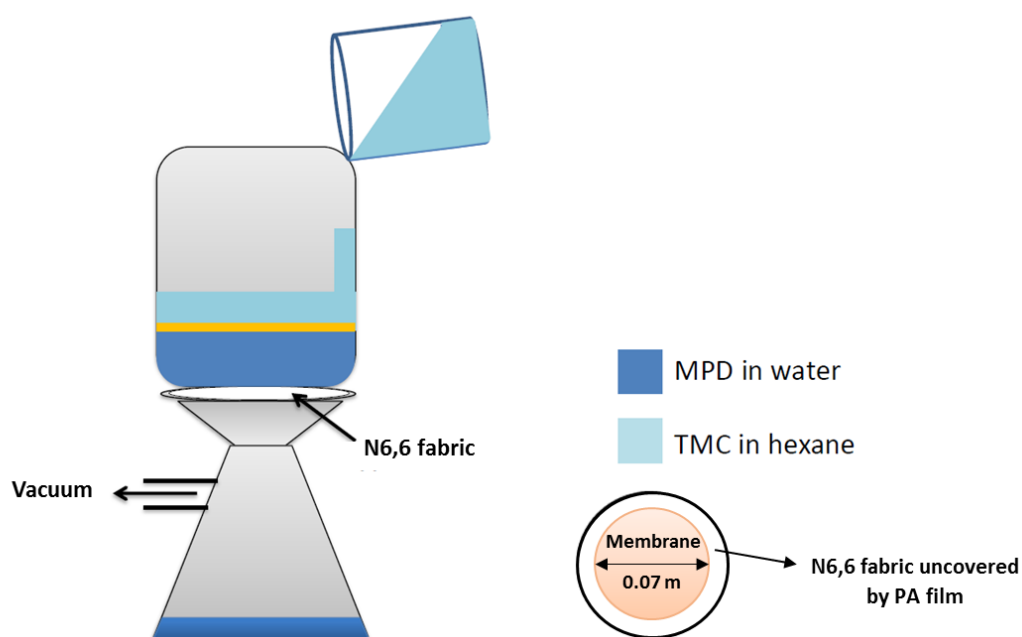 MPD in water
TMC in hexane
N6,6 fabric
Vacuum
Membrane
0.07 m
N6,6 fabric uncovered
by PA film